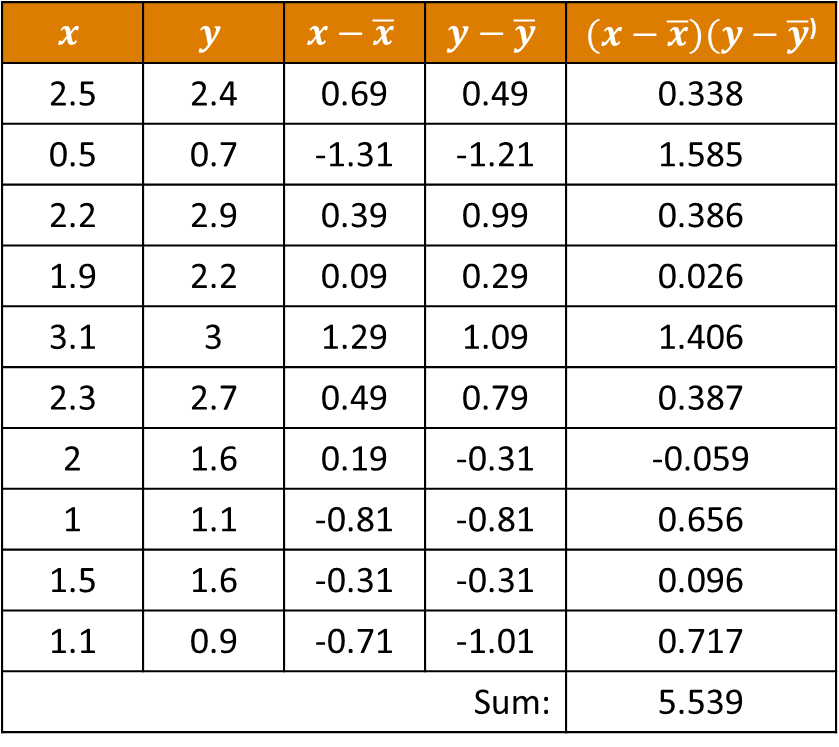 x y x − x̅ y − y̅ (x − x̅)(y − y̅)
2.5 2.4 0.69 0.49 0.338
0.5 0.7 -1.31 -1.21 1.585
2.2 2.9 0.39 0.99 0.386
1.9 2.2 0.09 0.29 0.026
3.1 3 1.29 1.09 1.406
2.3 2.7 0.49 0.79 0.387
2 1.6 0.19 -0.31 -0.059
1 1.1 -0.81 -0.81 0.656
1.5 1.6 -0.31 -0.31 0.096
1.1 0.9 -0.71 -1.01 0.717
Sum: 5.539